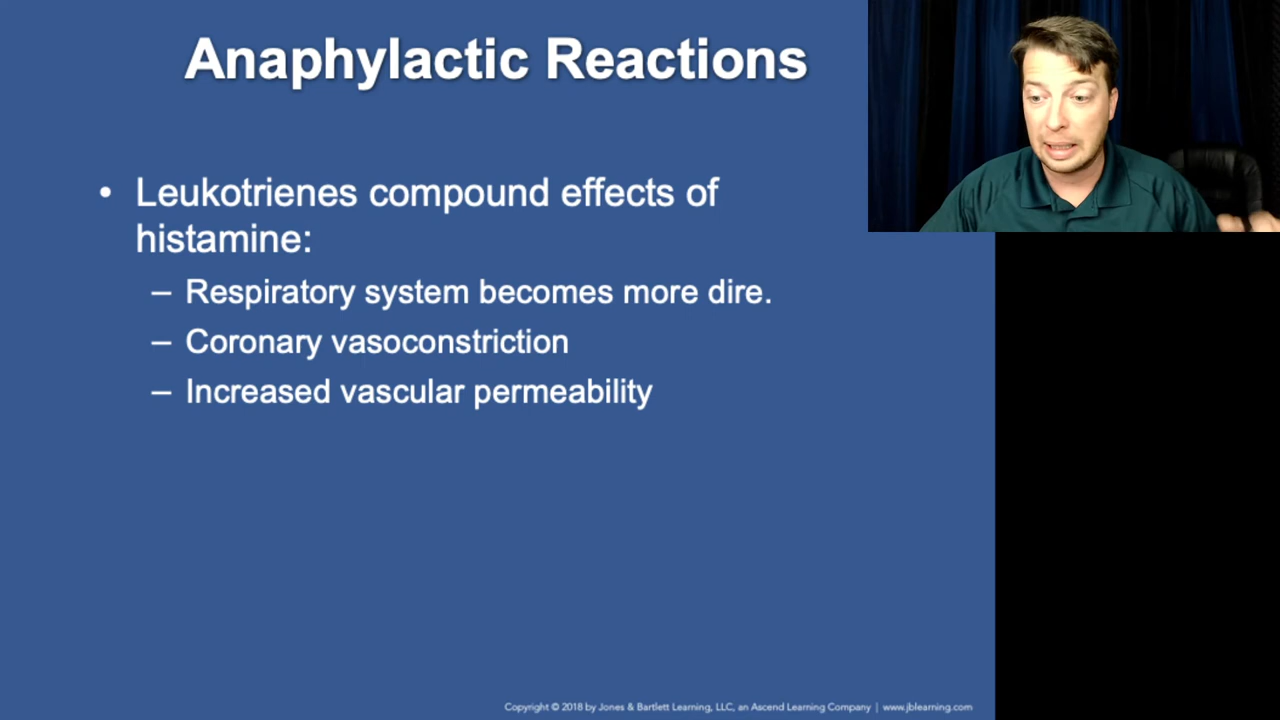 Anaphylactic Reactions
• Leukotrienes compound effects of
histamine:
– Respiratory system becomes more dire.
– Coronary vasoconstriction
– Increased vascular permeability
Copyright © 2018 by Jones & Bartlett Learning, LLC, an Ascend Learning Company | www.jblearning.com